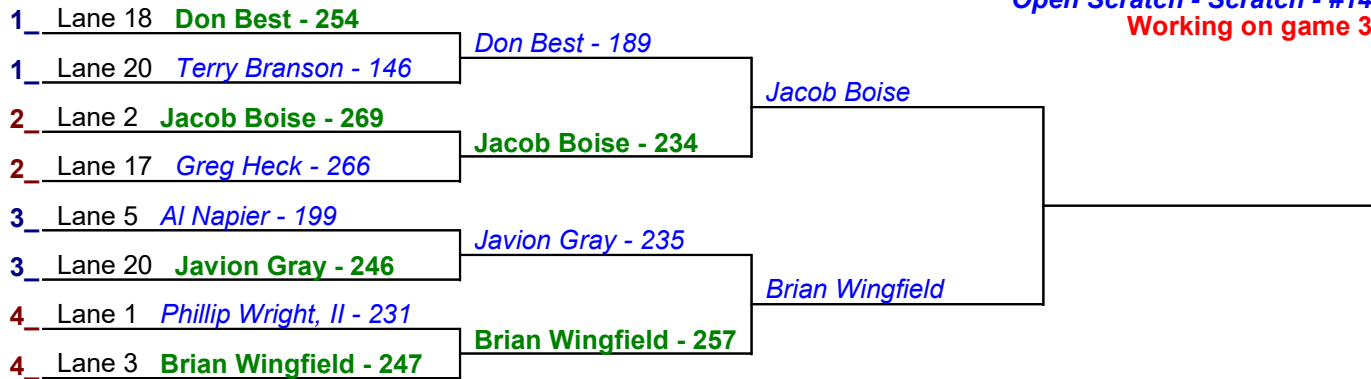 Open Scratch - Scratch - #14
Working on game 3
1_ Lane 18 Don Best - 254
1_ Lane 20 Terry Branson - 146
2_ Lane 2 Jacob Boise - 269
2_ Lane 17 Greg Heck - 266
3_ Lane 5 Al Napier - 199
3_ Lane 20 Javion Gray - 246
4_ Lane 1 Phillip Wright, II - 231
4_ Lane 3 Brian Wingfield - 247
Don Best - 189
Jacob Boise - 234
Javion Gray - 235
Brian Wingfield - 257
Jacob Boise
Brian Wingfield